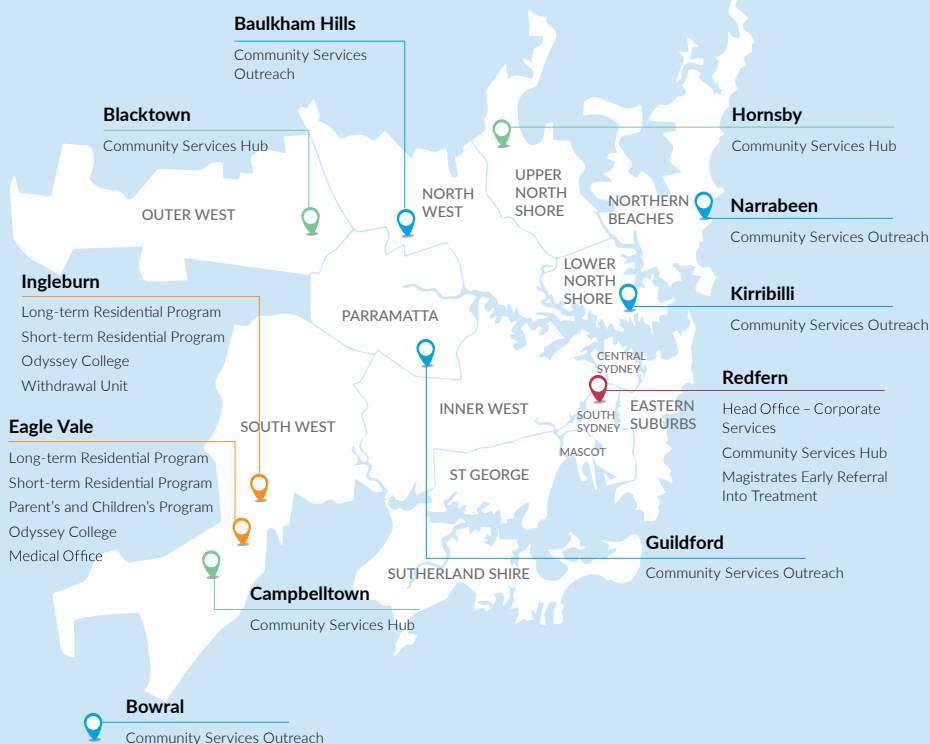 Baulkham Hills
Community Services
Outreach
Blacktown
Community Services Hub
Hornsby
Community Services Hub
UPPER
NORTH
SHORE
NORTH
WEST
NORTHERN
BEACHES
OUTER WEST
Narrabeen
Community Services Outreach
LOWER
NORTH
SHORE
Ingleburn
Long-term Residential Program
Short-term Residential Program
Odyssey College
Withdrawal Unit
Kirribilli
Community Services Outreach
PARRAMATTA
CENTRAL
SYDNEY
Redfern
Head Office – Corporate
Services
Community Services Hub
Magistrates Early Referral
Into Treatment
INNER WEST
SOUTH
SYDNEY
EASTERN
SUBURBS
SOUTH WEST
MASCOT
ST GEORGE
Eagle Vale
Long-term Residential Program
Short-term Residential Program
Parent's and Children's Program
Odyssey College
Medical Office
Guildford
Community Services Outreach
SUTHERLAND SHIRE
Campbelltown
Community Services Hub
Bowral
Community Services Outreach